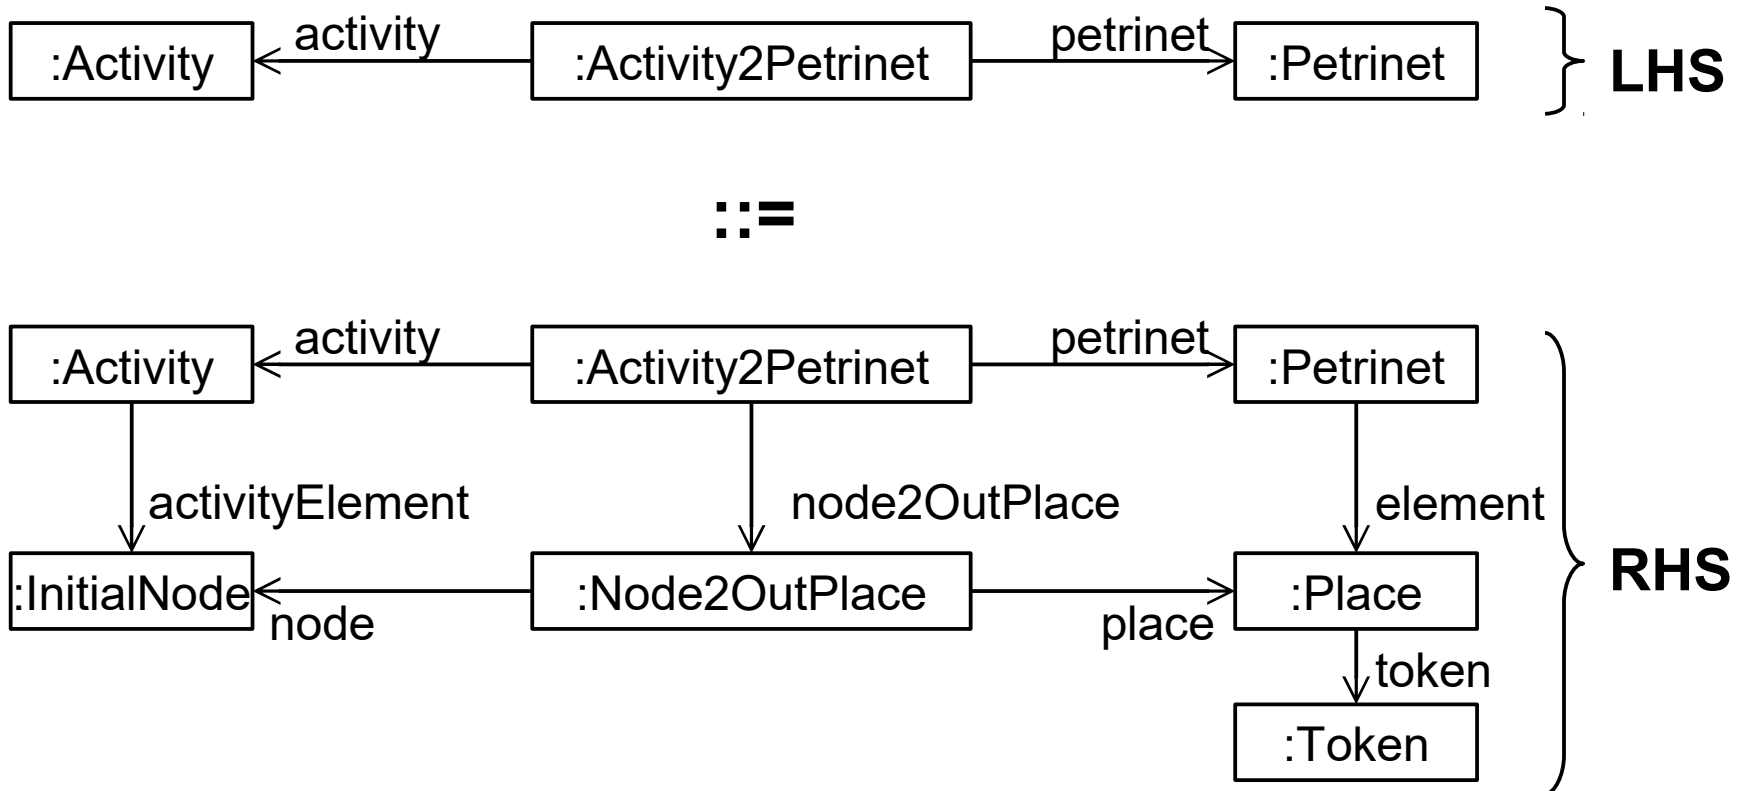 activity
petrinet
:Activity
:Activity2Petrinet
:Petrinet
LHS
::=
activity
petrinet
:Activity
:Activity2Petrinet
:Petrinet
activityElement
node2OutPlace
element
:InitialNode
:Node2OutPlace
:Place
RHS
node
place
token
:Token